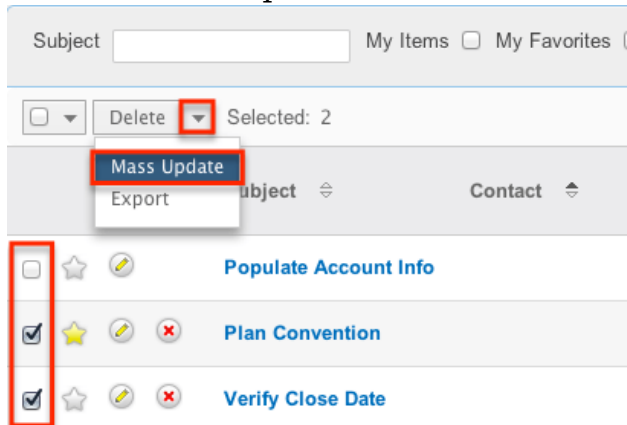 Subject My Items My Favorites
Delete Selected: 2
Mass Update
Export
ubject Contact
Populate Account Info
Plan Convention
Verify Close Date